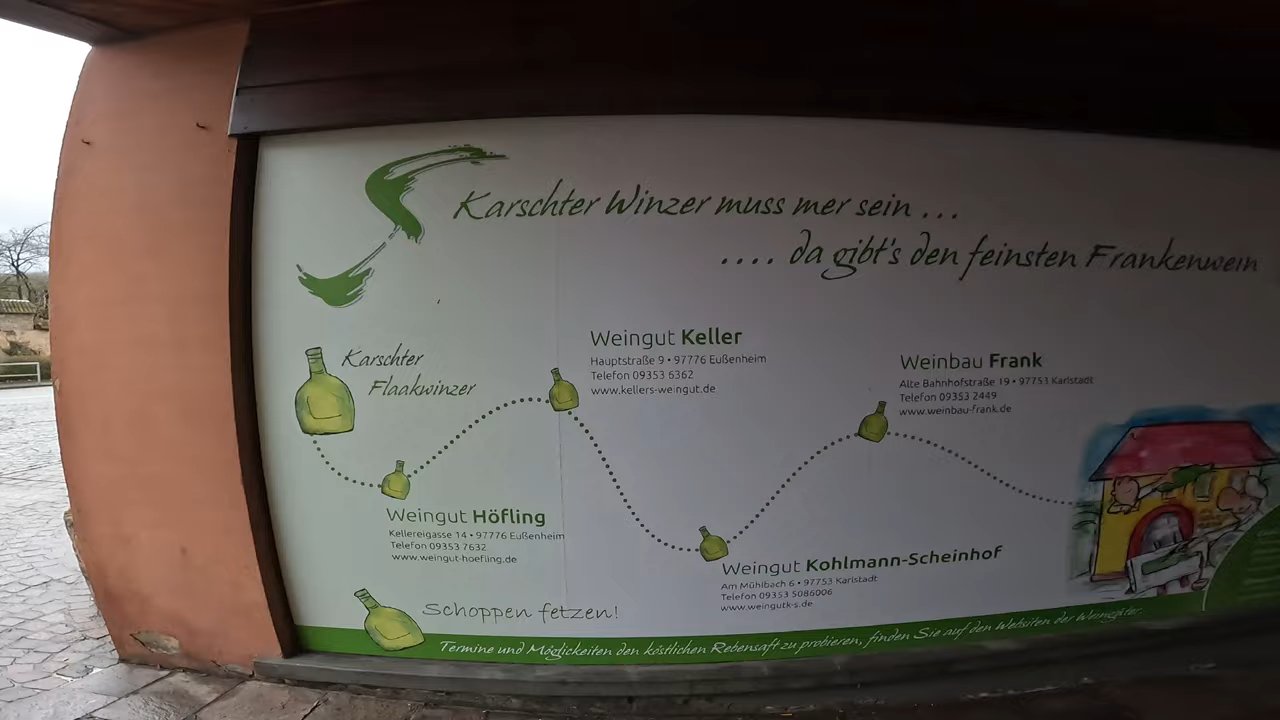 Karschter Winzer muss mer sein ...
.... da gibt's den feinsten Frankenwein
Karschter
Flaakwinzer
Weingut Keller
Hauptstraße 9 • 97776 Eußenheim
Telefon 09353 6362
www.kellers-weingut.de
Weinbau Frank
Alte Bahnhofstraße 19 • 97753 Karlstadt
Telefon 09353 2449
www.weinbau-frank.de
Weingut Höfling
Kellereigasse 14 • 97776 Eußenheim
Telefon 09353 7632
www.weingut-hoefling.de
Weingut Kohlmann-Scheinhof
Am Mühlbach 6 • 97753 Karlstadt
Telefon 09353 5086006
www.weingutk-s.de
Schoppen fetzen!
Termine und Möglickeiten den köstlichen Rebensaft zu probieren, finden Sie auf den Websiten der Weingüter.